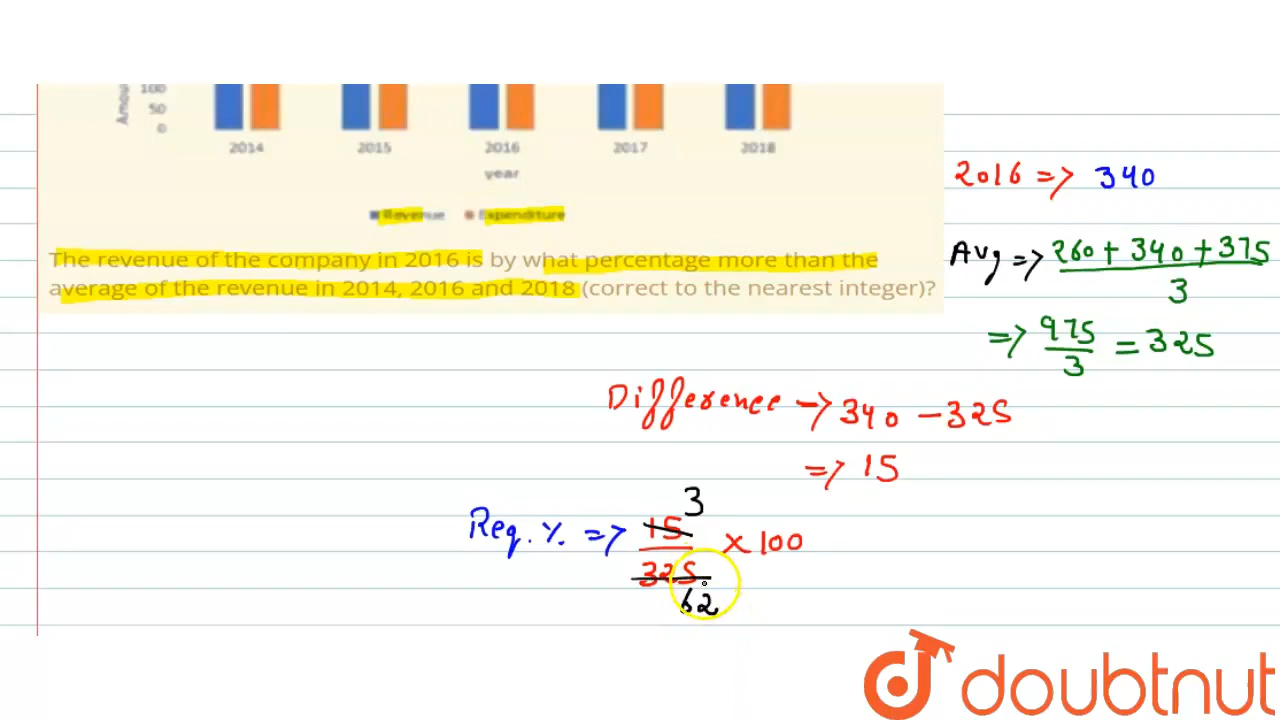 Amou
100
50
0
2014 2015 2016 2017 2018
year
Revenue Expenditure
The revenue of the company in 2016 is by what percentage more than the
average of the revenue in 2014, 2016 and 2018 (correct to the nearest integer)?
2016 => 340
Avg => 260 + 340 + 375
3
=> 975
3
= 325
Difference -> 340 - 325
=> 15
3
Req. % => 15
325
× 100
62
doubtnut